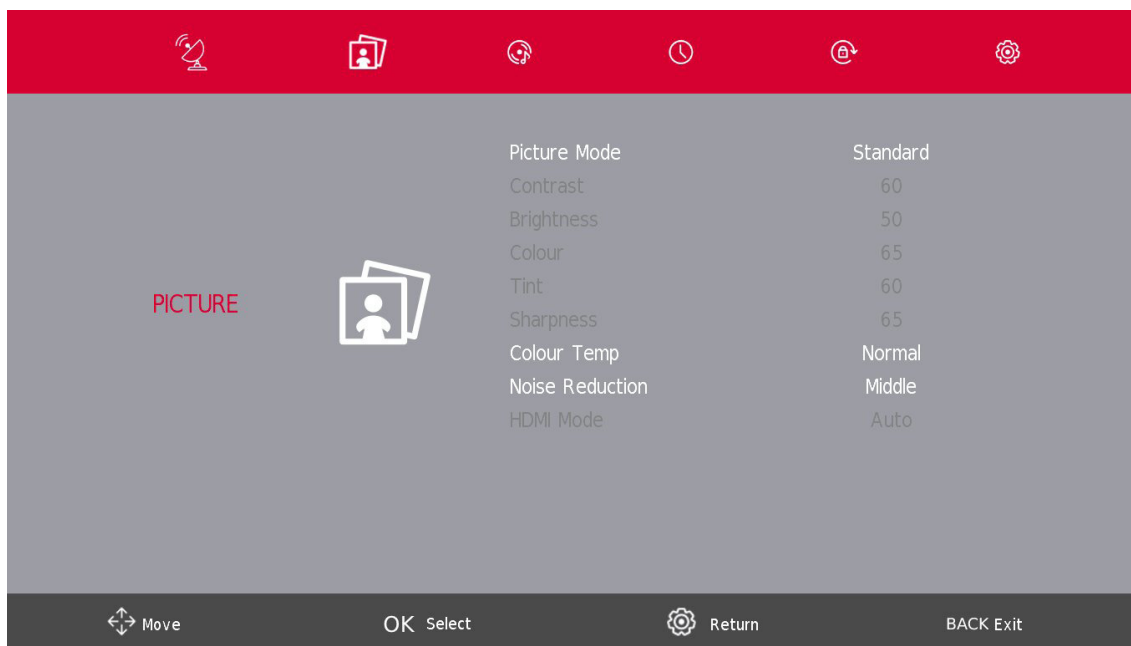 Picture Mode Standard
Contrast 60
Brightness 50
Colour 65
Tint 60
PICTURE
Sharpness 65
Colour Temp Normal
Noise Reduction Middle
HDMI Mode Auto
Move OK Select Return BACK Exit